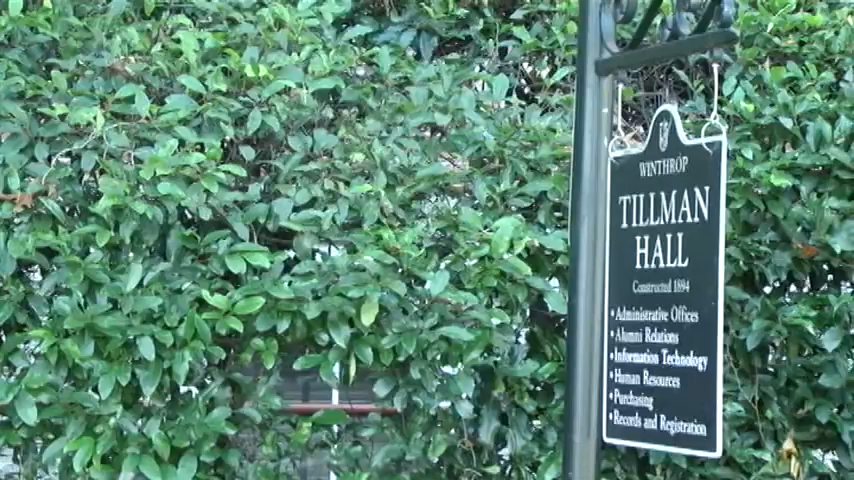 WINTHROP
TILLMAN
HALL
Constructed 1894
• Administrative Offices
• Alumni Relations
• Information Technology
• Human Resources
• Purchasing
• Records and Registration